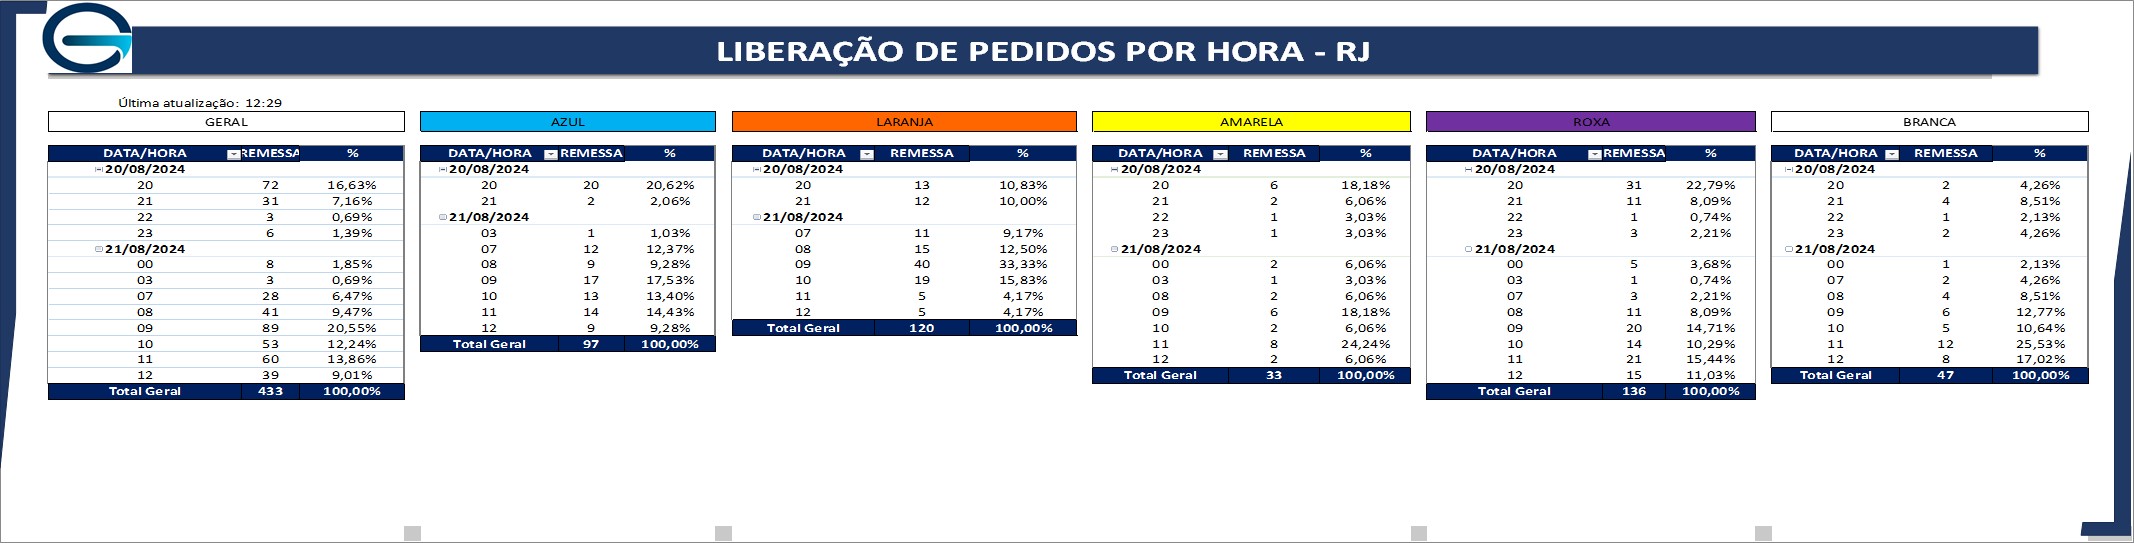 LIBERAÇÃO DE PEDIDOS POR HORA - RJ
Última atualização: 12:29
GERAL
DATA/HORA REMESSA %
20/08/2024
20 72 16,63%
21 31 7,16%
22 3 0,69%
23 6 1,39%
21/08/2024
00 8 1,85%
03 3 0,69%
07 28 6,47%
08 41 9,47%
09 89 20,55%
10 53 12,24%
11 60 13,86%
12 39 9,01%
Total Geral 433 100,00%
AZUL
DATA/HORA REMESSA %
20/08/2024
20 20 20,62%
21 2 2,06%
21/08/2024
03 1 1,03%
07 12 12,37%
08 9 9,28%
09 17 17,53%
10 13 13,40%
11 14 14,43%
12 9 9,28%
Total Geral 97 100,00%
LARANJA
DATA/HORA REMESSA %
20/08/2024
20 13 10,83%
21 12 10,00%
21/08/2024
07 11 9,17%
08 15 12,50%
09 40 33,33%
10 19 15,83%
11 5 4,17%
12 5 4,17%
Total Geral 120 100,00%
AMARELA
DATA/HORA REMESSA %
20/08/2024
20 6 18,18%
21 2 6,06%
22 1 3,03%
23 1 3,03%
21/08/2024
00 2 6,06%
03 1 3,03%
08 2 6,06%
09 6 18,18%
10 2 6,06%
11 8 24,24%
12 2 6,06%
Total Geral 33 100,00%
ROXA
DATA/HORA REMESSA %
20/08/2024
20 31 22,79%
21 11 8,09%
22 1 0,74%
23 3 2,21%
21/08/2024
00 5 3,68%
03 1 0,74%
07 3 2,21%
08 11 8,09%
09 20 14,71%
10 14 10,29%
11 21 15,44%
12 15 11,03%
Total Geral 136 100,00%
BRANCA
DATA/HORA REMESSA %
20/08/2024
20 2 4,26%
21 4 8,51%
22 1 2,13%
23 2 4,26%
21/08/2024
00 1 2,13%
07 2 4,26%
08 4 8,51%
09 6 12,77%
10 5 10,64%
11 12 25,53%
12 8 17,02%
Total Geral 47 100,00%